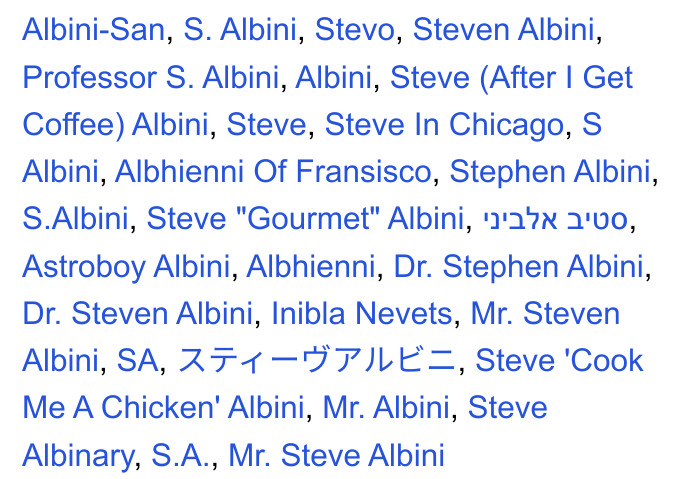 Albini-San, S. Albini, Stevo, Steven Albini,
Professor S. Albini, Albini, Steve (After I Get
Coffee) Albini, Steve, Steve In Chicago, S
Albini, Albhienni Of Fransisco, Stephen Albini,
S.Albini, Steve "Gourmet" Albini, סטיב אלביני,
Astroboy Albini, Albhienni, Dr. Stephen Albini,
Dr. Steven Albini, Inibla Nevets, Mr. Steven
Albini, SA, スティーヴアルビニ, Steve 'Cook
Me A Chicken' Albini, Mr. Albini, Steve
Albinary, S.A., Mr. Steve Albini